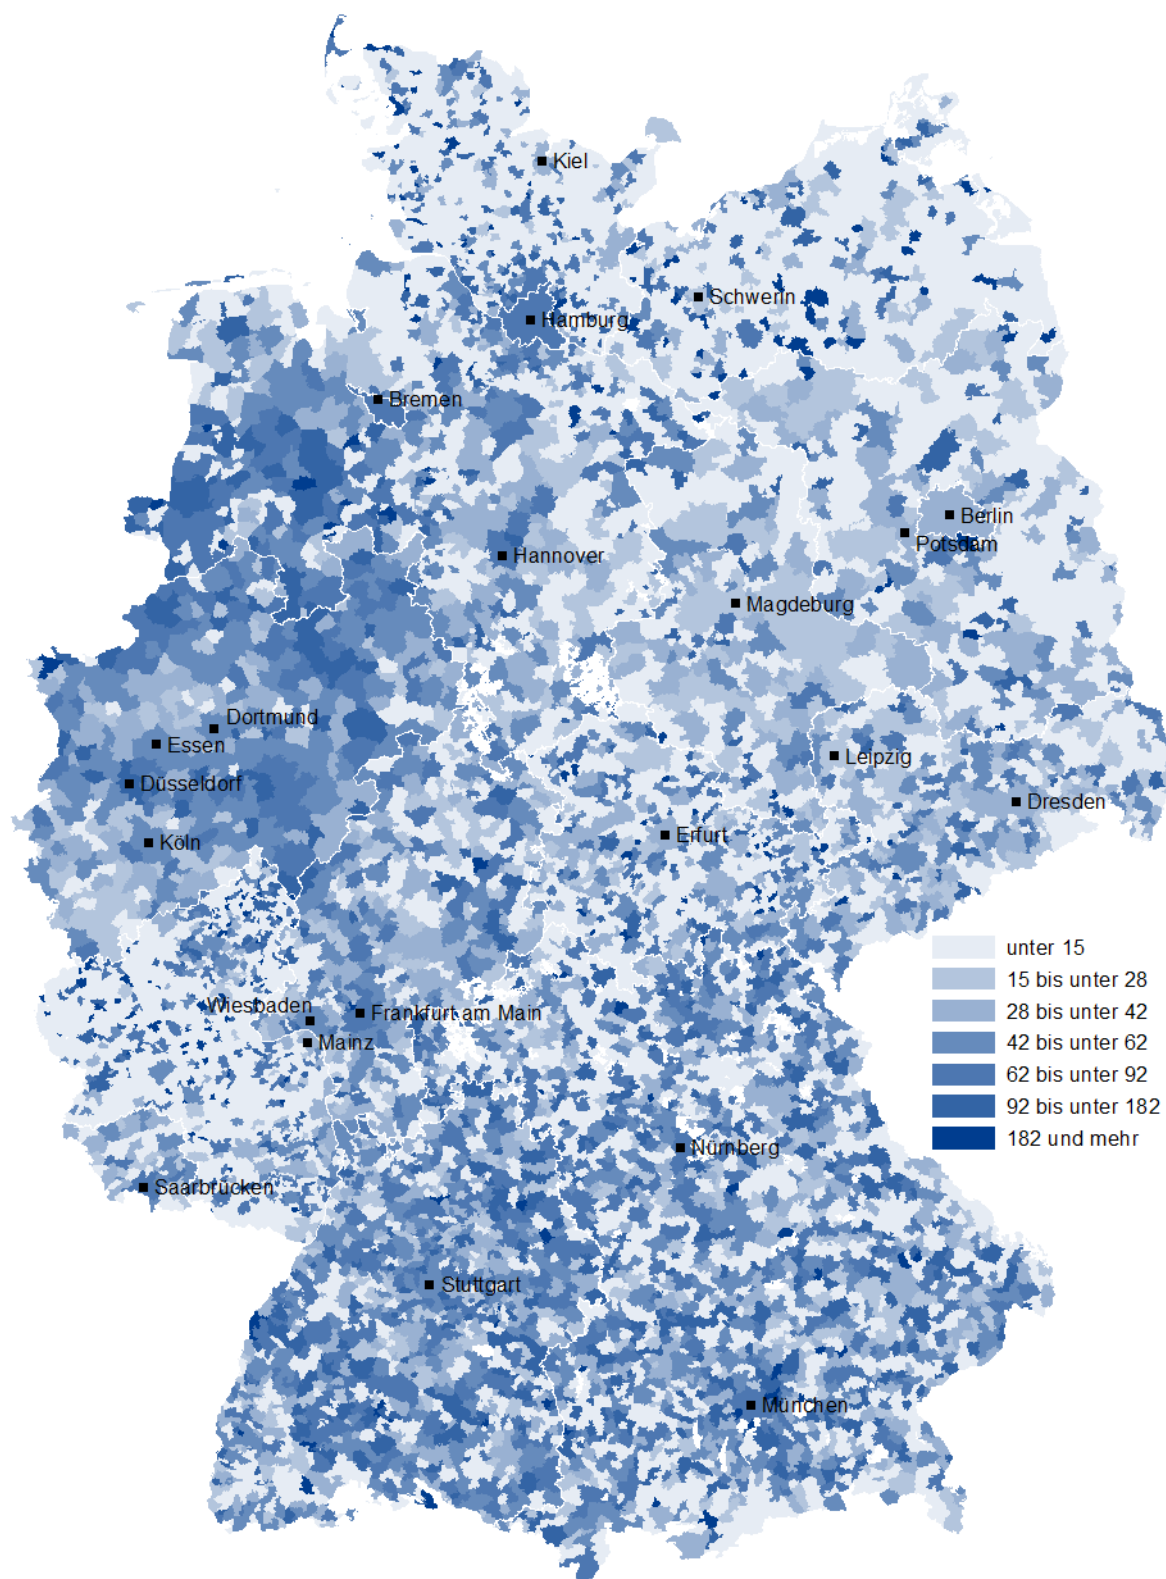 Kiel
Schwerin
Hamburg
Bremen
Berlin
Potsdam
Hannover
Magdeburg
Dortmund
Essen
Leipzig
Düsseldorf
Dresden
Köln
Erfurt
unter 15
15 bis unter 28
28 bis unter 42
42 bis unter 62
62 bis unter 92
92 bis unter 182
182 und mehr
Wiesbaden
Frankfurt am Main
Mainz
Nürnberg
Saarbrücken
Stuttgart
München